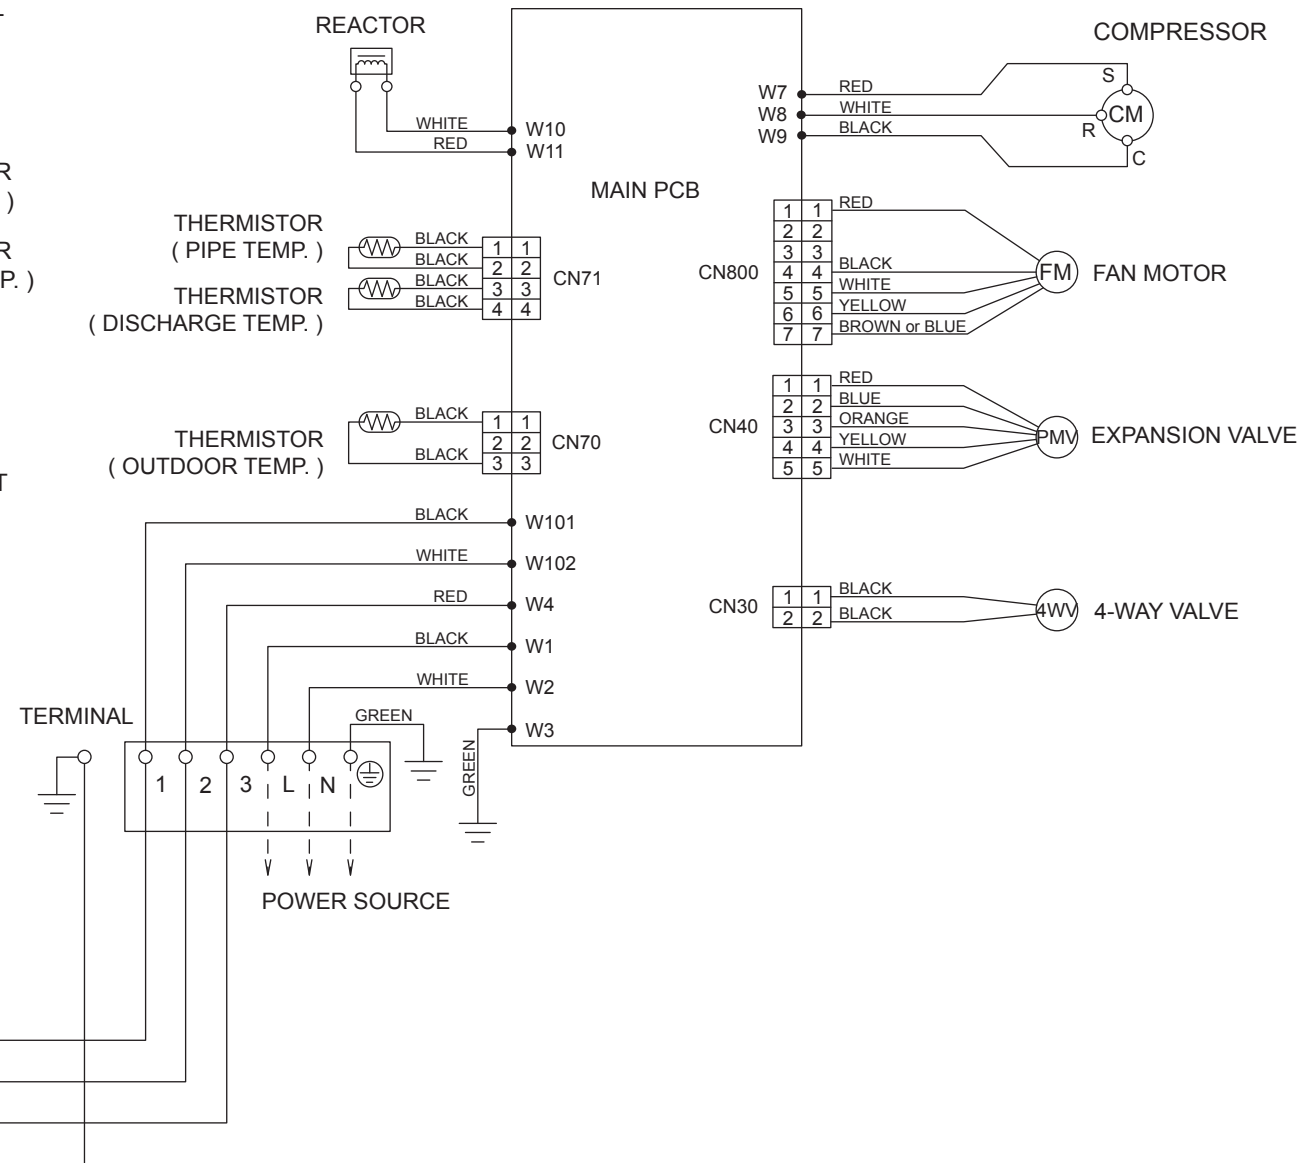 REACTOR
COMPRESSOR
WHITE W10
RED W11
W7 RED S
W8 WHITE R CM
W9 BLACK C
MAIN PCB
R
)
R
P. )
THERMISTOR
( PIPE TEMP. )
BLACK 1 1
BLACK 2 2
BLACK 3 3
BLACK 4 4
CN71
THERMISTOR
( DISCHARGE TEMP. )
CN800
1 1 RED
2 2
3 3
4 4 BLACK
5 5 WHITE
6 6 YELLOW
7 7 BROWN or BLUE
FM FAN MOTOR
THERMISTOR
( OUTDOOR TEMP. )
BLACK 1 1
2 2
BLACK 3 3
CN70
CN40
1 1 RED
2 2 BLUE
3 3 ORANGE
4 4 YELLOW
5 5 WHITE
PMV EXPANSION VALVE
BLACK W101
WHITE W102
RED W4
BLACK W1
WHITE W2
W3
GREEN
CN30
1 1 BLACK
2 2 BLACK
4WV 4-WAY VALVE
TERMINAL
GREEN
1 2 3 L N
POWER SOURCE